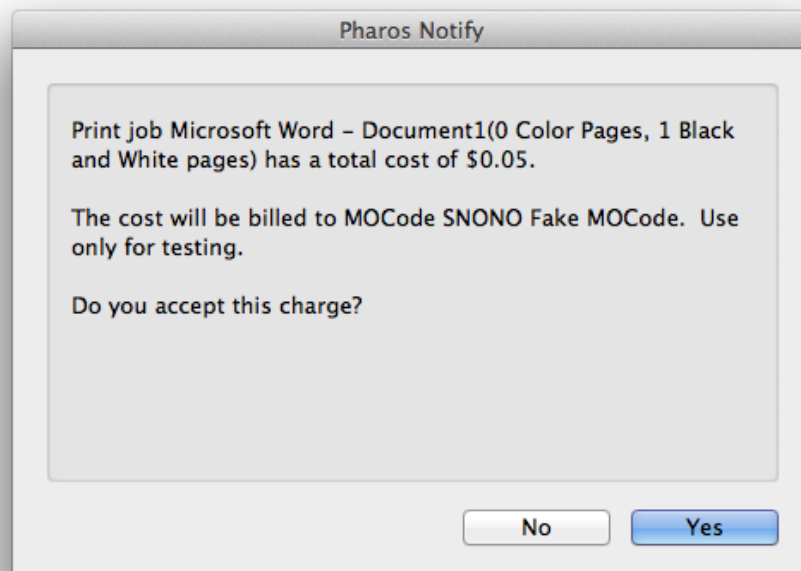 Pharos Notify
Print job Microsoft Word – Document1(0 Color Pages, 1 Black
and White pages) has a total cost of $0.05.
The cost will be billed to MOCode SNONO Fake MOCode.  Use
only for testing.
Do you accept this charge?
No
Yes